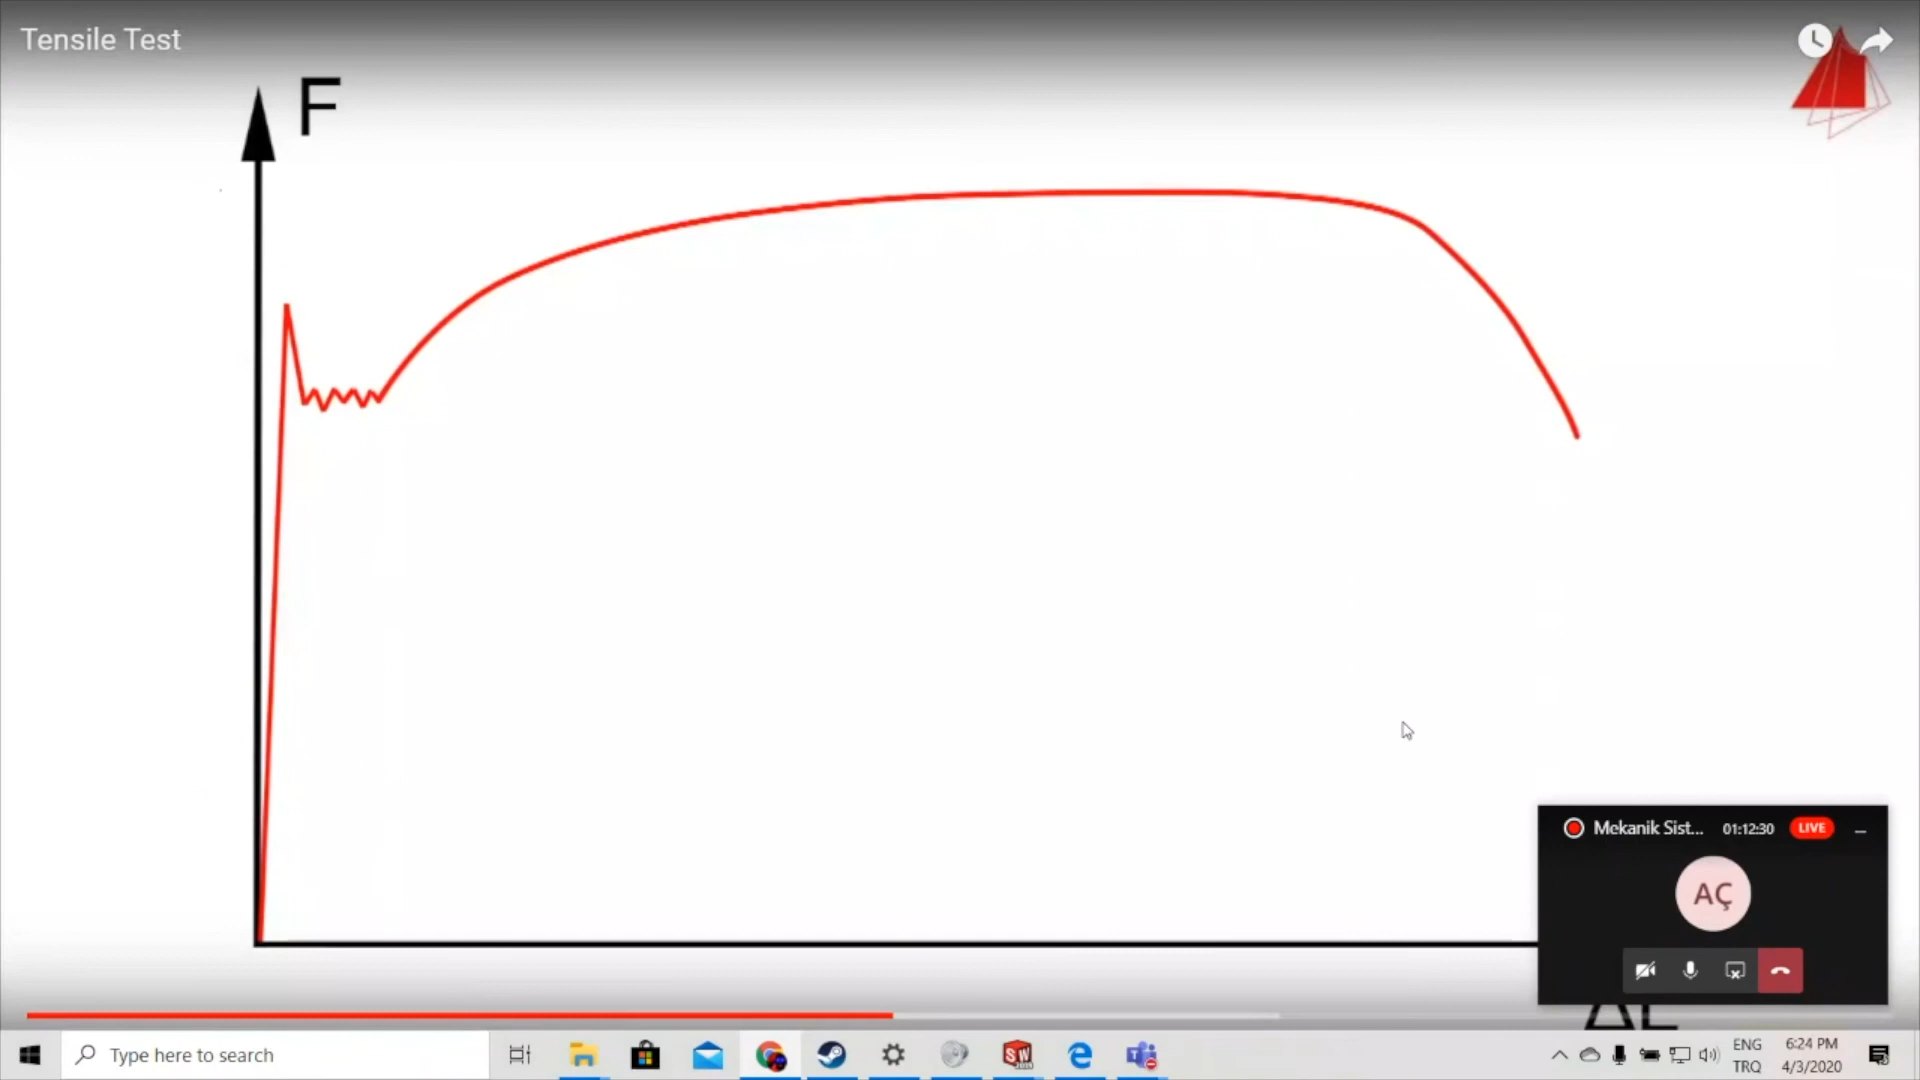 Tensile Test
F
Mekanik Sist... 01:12:30 LIVE
AÇ
ΔL
Type here to search
ENG
TRQ
6:24 PM
4/3/2020